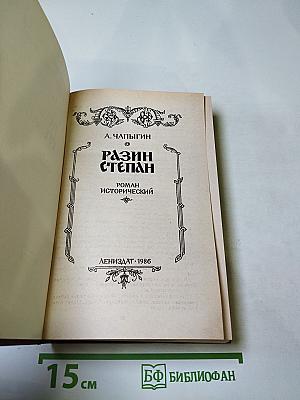 А. ЧАПЫГИН
РАЗИН
СТЕПАН
РОМАН
ИСТОРИЧЕСКИЙ
ЛЕНИЗДАТ · 1986
15 см
БФ БИБЛИОФАН